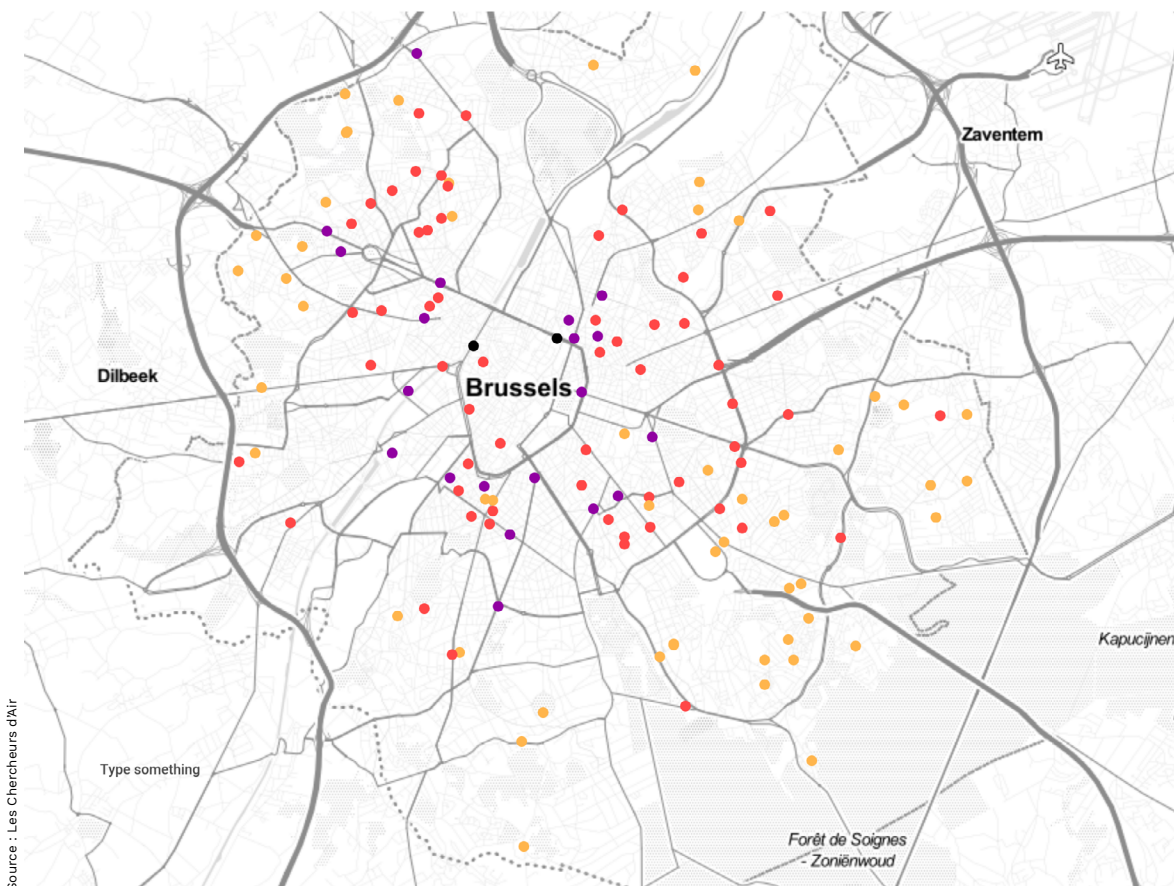 Zaventem
Dilbeek
Brussels
Kapucijnen
Type something
Forêt de Soignes
- Zoniënwoud
Source : Les Chercheurs d'Air